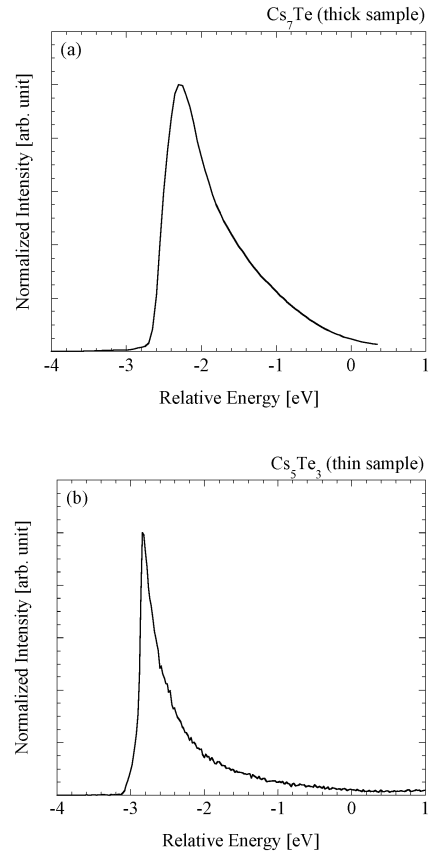 Cs₇Te (thick sample)
(a)
Normalized Intensity [arb. unit]
-4 -3 -2 -1 0 1
Relative Energy [eV]
Cs₅Te₃ (thin sample)
(b)
Normalized Intensity [arb. unit]
-4 -3 -2 -1 0 1
Relative Energy [eV]